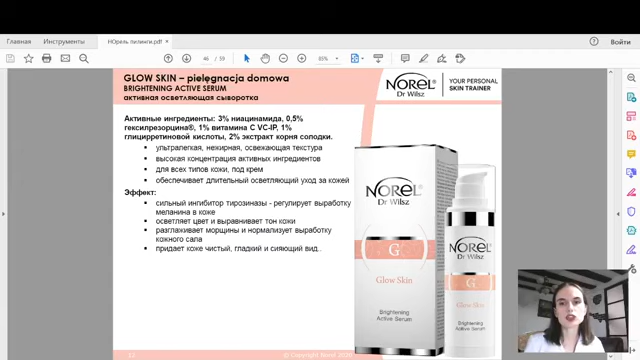 Главная
Инструменты
НОрель пилинги.pdf
×
Войти
46 / 59
85%
GLOW SKIN – pielęgnacja domowa
BRIGHTENING ACTIVE SERUM
активная осветляющая сыворотка
NOREL®
Dr Wilsz
YOUR PERSONAL
SKIN TRAINER
Активные ингредиенты: 3% ниацинамида, 0,5%
гексилрезорцина®, 1% витамина С VC-IP, 1%
глицирретиновой кислоты, 2% экстракт корня солодки.
ультралегкая, нежирная, освежающая текстура
высокая концентрация активных ингредиентов
для всех типов кожи, под крем
обеспечивает длительный осветляющий уход за кожей
Эффект:
сильный ингибитор тирозиназы - регулирует выработку
меланина в коже
осветляет цвет и выравнивает тон кожи
разглаживает морщины и нормализует выработку
кожного сала
придает коже чистый, гладкий и сияющий вид..
NOREL®
Dr Wilsz
G
Glow Skin
Brightening
Active Serum
NOREL®
Dr Wilsz
G
Glow Skin
Brightening
Active Serum
© Copyright Norel 2020